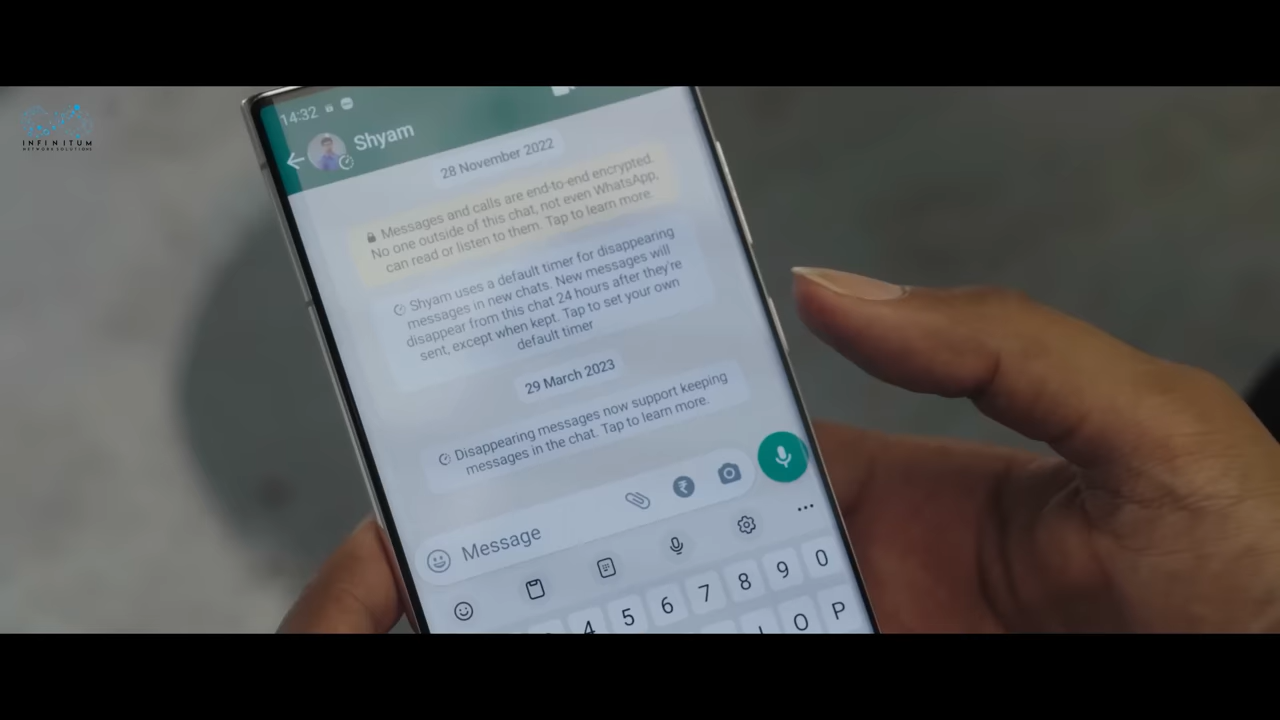 INFINITUM
NETWORK SOLUTIONS
14:32
Shyam
28 November 2022
Messages and calls are end-to-end encrypted.
No one outside of this chat, not even WhatsApp,
can read or listen to them. Tap to learn more.
Shyam uses a default timer for disappearing
messages in new chats. New messages will
disappear from this chat 24 hours after they're
sent, except when kept. Tap to set your own
default timer
29 March 2023
Disappearing messages now support keeping
messages in the chat. Tap to learn more.
Message
4 5 6 7 8 9 0
O P